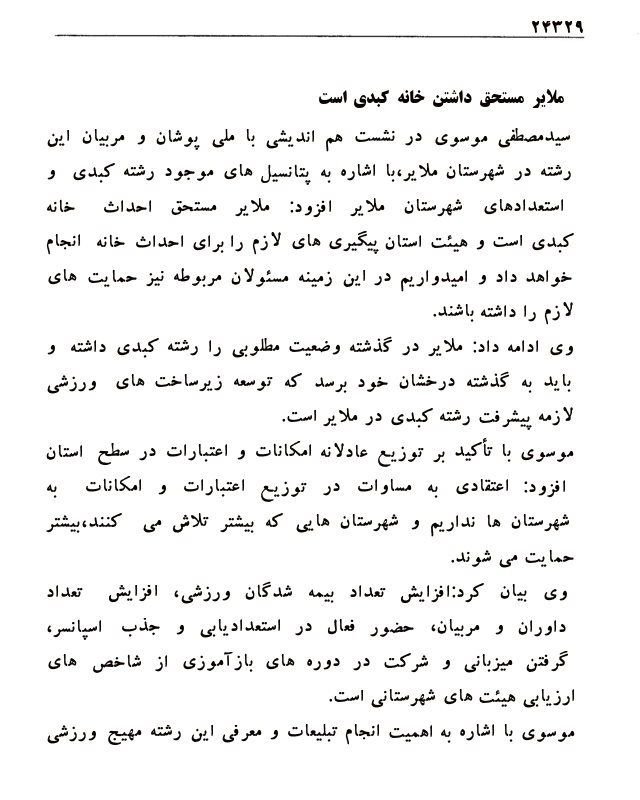 ۲۴۳۲۹
ملایر مستحق داشتن خانه کبدی است
سیدمصطفی موسوی در نشست هم اندیشی با ملی پوشان و مربیان این
رشته در شهرستان ملایر،با اشاره به پتانسیل های موجود رشته کبدی و
استعدادهای شهرستان ملایر افزود: ملایر مستحق احداث خانه
کبدی است و هیئت استان پیگیری های لازم را برای احداث خانه انجام
خواهد داد و امیدواریم در این زمینه مسئولان مربوطه نیز حمایت های
لازم را داشته باشند.
وی ادامه داد: ملایر در گذشته وضعیت مطلوبی را رشته کبدی داشته و
باید به گذشته درخشان خود برسد که توسعه زیرساخت های ورزشی
لازمه پیشرفت رشته کبدی در ملایر است.
موسوی با تأکید بر توزیع عادلانه امکانات و اعتبارات در سطح استان
افزود: اعتقادی به مساوات در توزیع اعتبارات و امکانات به
شهرستان ها نداریم و شهرستان هایی که بیشتر تلاش می کنند،بیشتر
حمایت می شوند.
وی بیان کرد:افزایش تعداد بیمه شدگان ورزشی، افزایش تعداد
داوران و مربیان، حضور فعال در استعدادیابی و جذب اسپانسر،
گرفتن میزبانی و شرکت در دوره های بازآموزی از شاخص های
ارزیابی هیئت های شهرستانی است.
موسوی با اشاره به اهمیت انجام تبلیعات و معرفی این رشته مهیج ورزشی